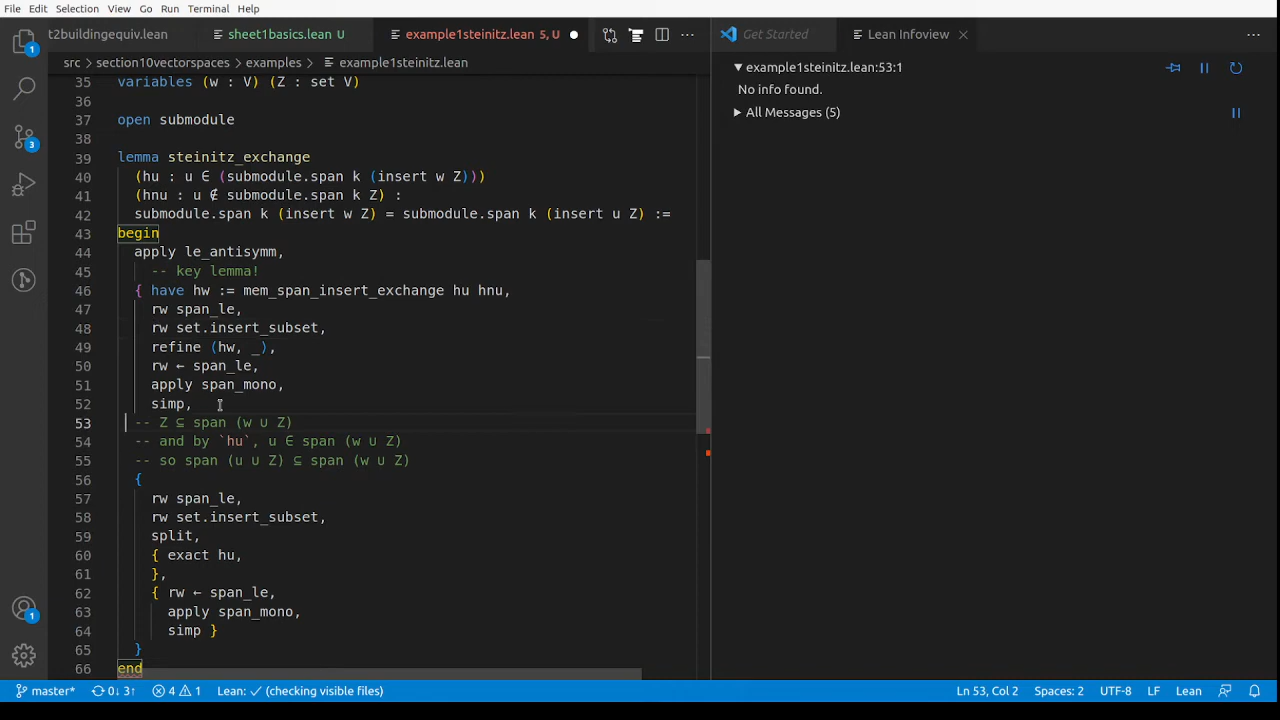 File Edit Selection View Go Run Terminal Help
t2buildingequiv.lean sheet1basics.lean U example1steinitz.lean 5, U Get Started Lean Infoview
src > section10vectorspaces > examples > example1steinitz.lean
35 variables (w : V) (Z : set V)
36
37 open submodule
38
39 lemma steinitz_exchange
40 (hu : u ∈ (submodule.span k (insert w Z)))
41 (hnu : u ∉ submodule.span k Z) :
42 submodule.span k (insert w Z) = submodule.span k (insert u Z) :=
43 begin
44 apply le_antisymm,
45 -- key lemma!
46 { have hw := mem_span_insert_exchange hu hnu,
47 rw span_le,
48 rw set.insert_subset,
49 refine ⟨hw, _⟩,
50 rw ← span_le,
51 apply span_mono,
52 simp,
53 -- Z ⊆ span (w ∪ Z)
54 -- and by `hu`, u ∈ span (w ∪ Z)
55 -- so span (u ∪ Z) ⊆ span (w ∪ Z)
56 {
57 rw span_le,
58 rw set.insert_subset,
59 split,
60 { exact hu,
61 },
62 { rw ← span_le,
63 apply span_mono,
64 simp }
65 }
66 end
example1steinitz.lean:53:1
No info found.
All Messages (5)
1
3
1
master* 0↓ 3↑ 4 1 Lean: ✓ (checking visible files) Ln 53, Col 2 Spaces: 2 UTF-8 LF Lean